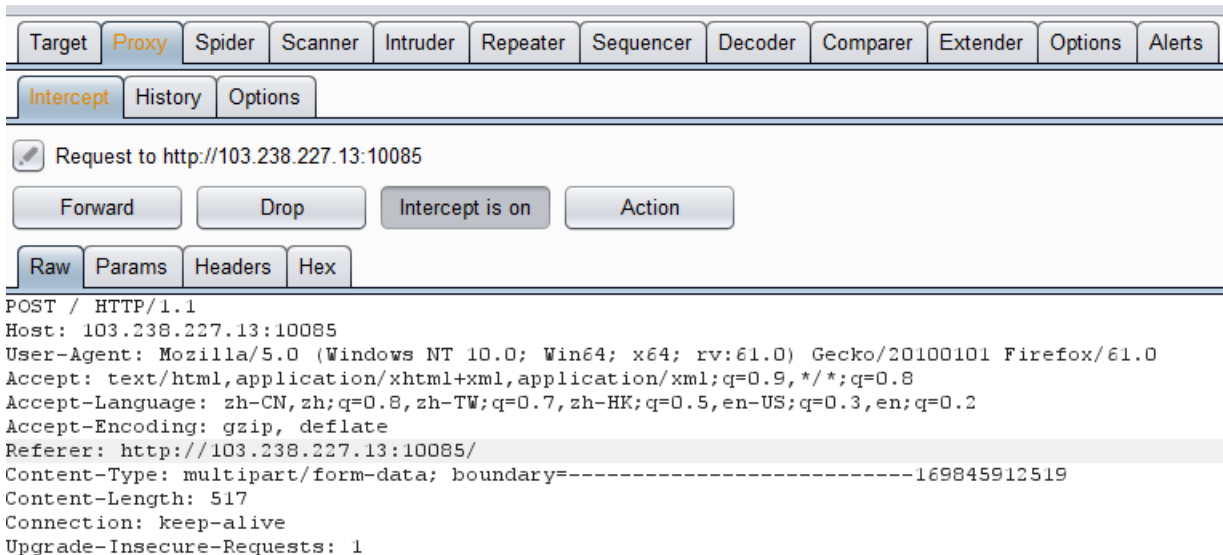 Target Proxy Spider Scanner Intruder Repeater Sequencer Decoder Comparer Extender Options Alerts
Intercept History Options
Request to http://103.238.227.13:10085
Forward Drop Intercept is on Action
Raw Params Headers Hex
POST / HTTP/1.1
Host: 103.238.227.13:10085
User-Agent: Mozilla/5.0 (Windows NT 10.0; Win64; x64; rv:61.0) Gecko/20100101 Firefox/61.0
Accept: text/html,application/xhtml+xml,application/xml;q=0.9,*/*;q=0.8
Accept-Language: zh-CN,zh;q=0.8,zh-TW;q=0.7,zh-HK;q=0.5,en-US;q=0.3,en;q=0.2
Accept-Encoding: gzip, deflate
Referer: http://103.238.227.13:10085/
Content-Type: multipart/form-data; boundary=---------------------------169845912519
Content-Length: 517
Connection: keep-alive
Upgrade-Insecure-Requests: 1